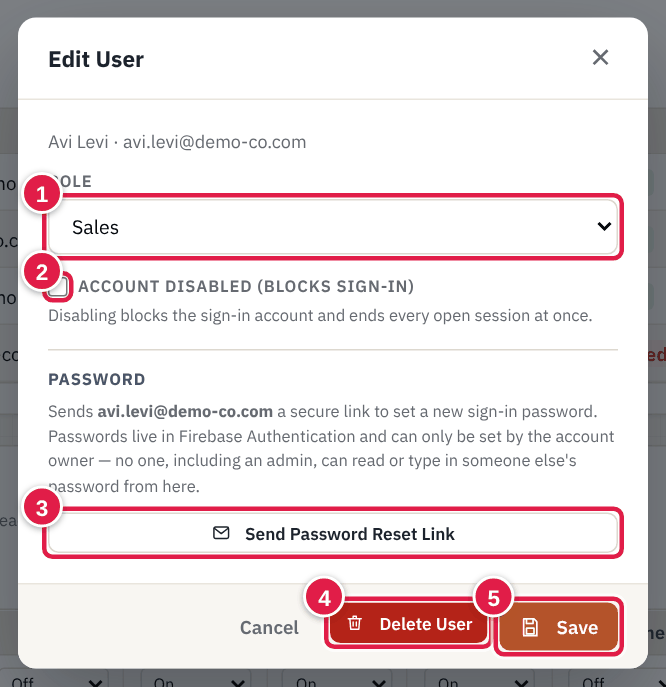 Edit User
Avi Levi · avi.levi@demo-co.com
1
OLE
Sales
2
ACCOUNT DISABLED (BLOCKS SIGN-IN)
Disabling blocks the sign-in account and ends every open session at once.
PASSWORD
Sends avi.levi@demo-co.com a secure link to set a new sign-in password.
Passwords live in Firebase Authentication and can only be set by the account
owner — no one, including an admin, can read or type in someone else's
password from here.
3
Send Password Reset Link
4
5
Cancel
Delete User
Save
Off
On
On
On
Off